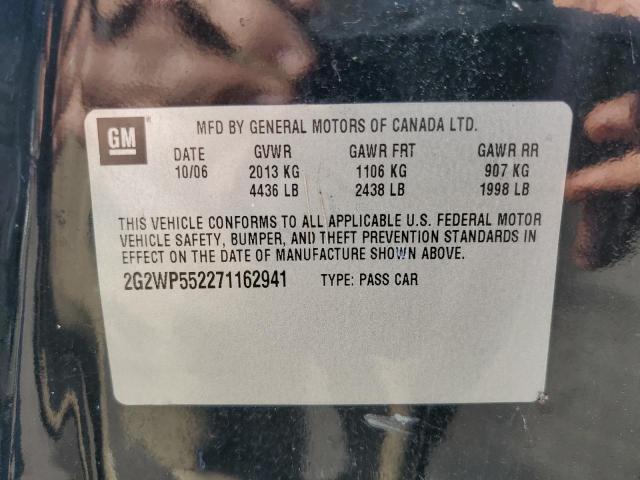 GM MFD BY GENERAL MOTORS OF CANADA LTD.
DATE GVWR GAWR FRT GAWR RR
10/06 2013 KG 1106 KG 907 KG
4436 LB 2438 LB 1998 LB
THIS VEHICLE CONFORMS TO ALL APPLICABLE U.S. FEDERAL MOTOR
VEHICLE SAFETY, BUMPER, AND THEFT PREVENTION STANDARDS IN
EFFECT ON THE DATE OF MANUFACTURE SHOWN ABOVE.
2G2WP552271162941 TYPE: PASS CAR